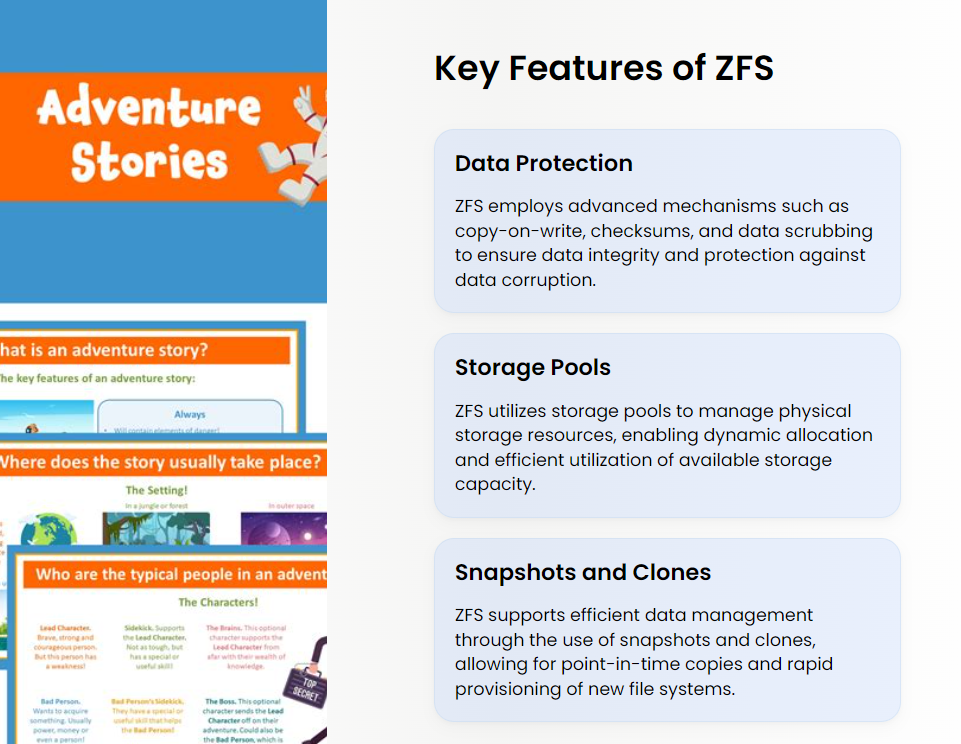 Adventure
Stories
hat is an adventure story?
he key features of an adventure story:
Always
Will contain elements of danger!
Where does the story usually take place?
The Setting!
In a jungle or forest
In outer space
Who are the typical people in an advent
The Characters!
Lead Character.
Brave, strong and
courageous person.
But this person has
a weakness!
Sidekick. Supports
the Lead Character.
Not as tough, but
has a special or
useful skill!
The Brains. This optional
character supports the
Lead Character from
afar with their wealth of
knowledge.
TOP
SECRET
Bad Person.
Wants to acquire
something. Usually
power, money or
even a person!
Bad Person's Sidekick.
They have a special or
useful skill that helps
the Bad Person!
The Boss. This optional
character sends the Lead
Character off on their
adventure. Could also be
the Bad Person, which is
Key Features of ZFS
Data Protection
ZFS employs advanced mechanisms such as
copy-on-write, checksums, and data scrubbing
to ensure data integrity and protection against
data corruption.
Storage Pools
ZFS utilizes storage pools to manage physical
storage resources, enabling dynamic allocation
and efficient utilization of available storage
capacity.
Snapshots and Clones
ZFS supports efficient data management
through the use of snapshots and clones,
allowing for point-in-time copies and rapid
provisioning of new file systems.